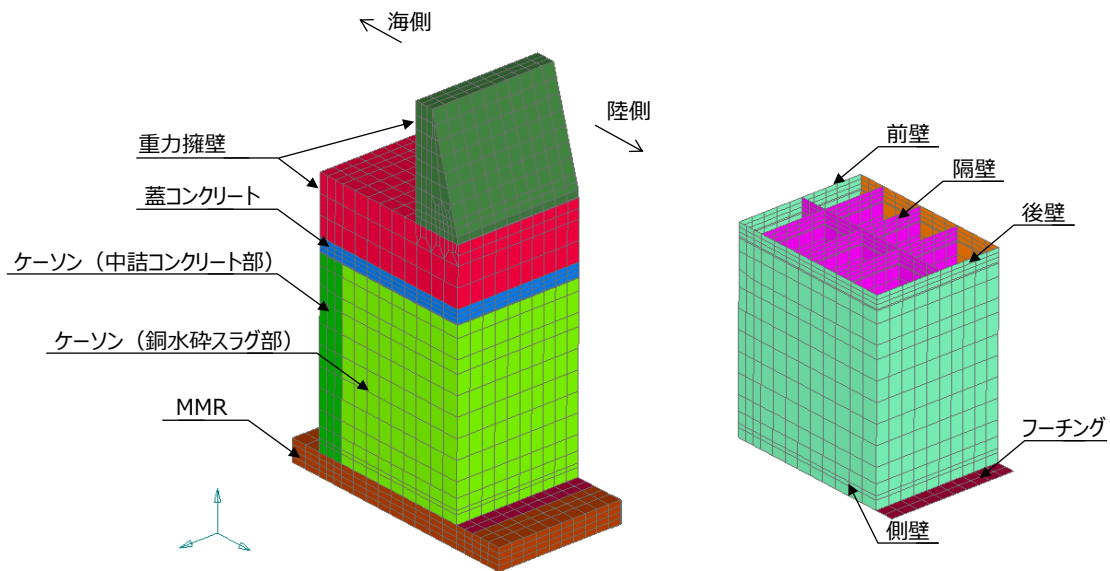 海側
陸側
重力擁壁
蓋コンクリート
ケーソン（中詰コンクリート部）
ケーソン（銅水砕スラグ部）
MMR
前壁
隔壁
後壁
フーチング
側壁